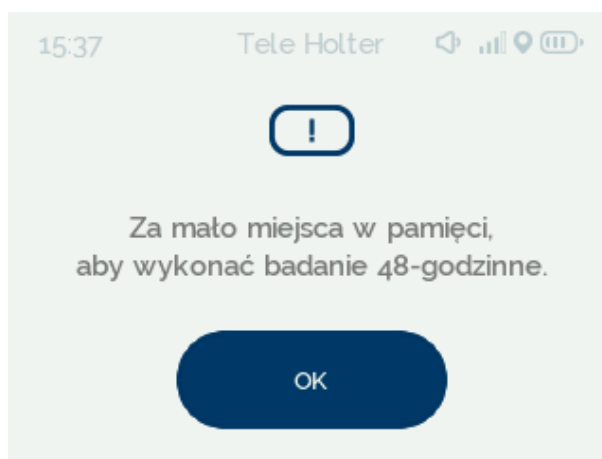 15:37 Tele Holter
!
Za mało miejsca w pamięci,
aby wykonać badanie 48-godzinne.
OK